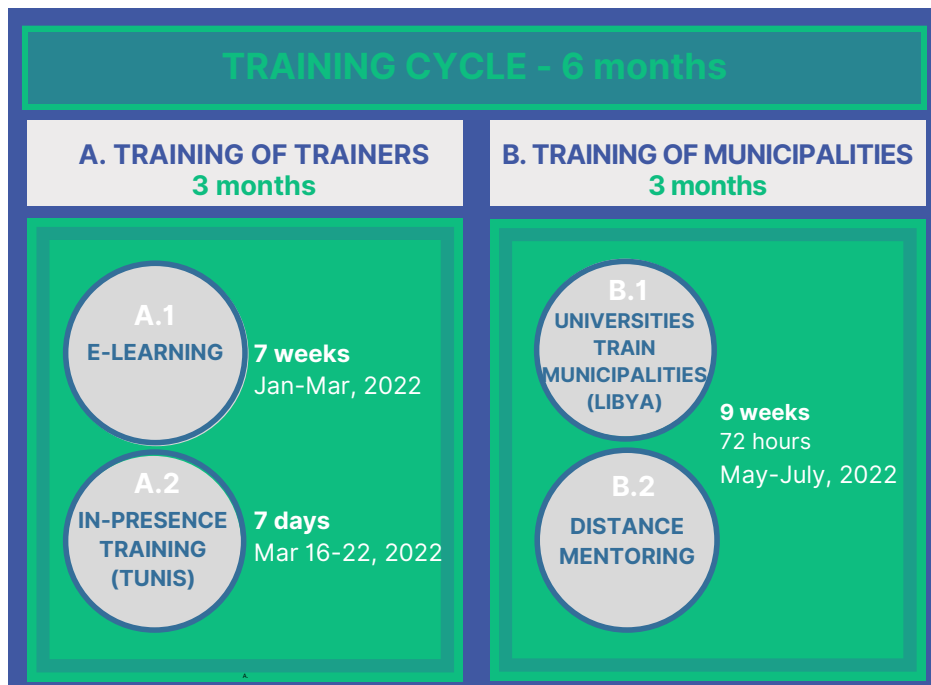 TRAINING CYCLE - 6 months
A. TRAINING OF TRAINERS
3 months
A.1
E-LEARNING
7 weeks
Jan-Mar, 2022
A.2
IN-PRESENCE
TRAINING
(TUNIS)
7 days
Mar 16-22, 2022
A.
B. TRAINING OF MUNICIPALITIES
3 months
B.1
UNIVERSITIES
TRAIN
MUNICIPALITIES
(LIBYA)
B.2
DISTANCE
MENTORING
9 weeks
72 hours
May-July, 2022